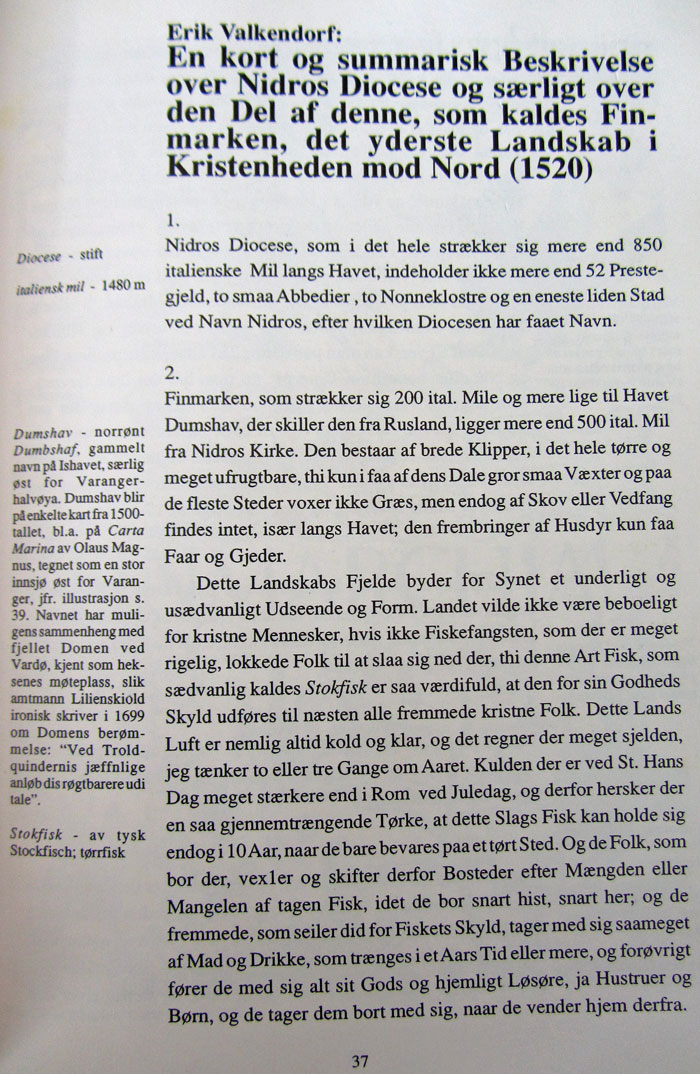 Erik Valkendorf:
En kort og summarisk Beskrivelse
over Nidros Diocese og særligt over
den Del af denne, som kaldes Fin-
marken, det yderste Landskab i
Kristenheden mod Nord (1520)
1.
Nidros Diocese, som i det hele strækker sig mere end 850
italienske Mil langs Havet, indeholder ikke mere end 52 Preste-
gjeld, to smaa Abbedier , to Nonneklostre og en eneste liden Stad
ved Navn Nidros, efter hvilken Diocesen har faaet Navn.
Diocese - stift
italiensk mil - 1480 m
2.
Finmarken, som strækker sig 200 ital. Mile og mere lige til Havet
Dumshav, der skiller den fra Rusland, ligger mere end 500 ital. Mil
fra Nidros Kirke. Den bestaar af brede Klipper, i det hele tørre og
meget ufrugtbare, thi kun i faa af dens Dale gror smaa Væxter og paa
de fleste Steder voxer ikke Græs, men endog af Skov eller Vedfang
findes intet, især langs Havet; den frembringer af Husdyr kun faa
Faar og Gjeder.
Dette Landskabs Fjelde byder for Synet et underligt og
usædvanligt Udseende og Form. Landet vilde ikke være beboeligt
for kristne Mennesker, hvis ikke Fiskefangsten, som der er meget
rigelig, lokkede Folk til at slaa sig ned der, thi denne Art Fisk, som
sædvanlig kaldes Stokfisk er saa værdifuld, at den for sin Godheds
Skyld udføres til næsten alle fremmede kristne Folk. Dette Lands
Luft er nemlig altid kold og klar, og det regner der meget sjelden,
jeg tænker to eller tre Gange om Aaret. Kulden der er ved St. Hans
Dag meget stærkere end i Rom ved Juledag, og derfor hersker der
en saa gjennemtrængende Tørke, at dette Slags Fisk kan holde sig
endog i 10 Aar, naar de bare bevares paa et tørt Sted. Og de Folk, som
bor der, vex1er og skifter derfor Bosteder efter Mængden eller
Mangelen af tagen Fisk, idet de bor snart hist, snart her; og de
fremmede, som seiler did for Fiskets Skyld, tager med sig saameget
af Mad og Drikke, som trænges i et Aars Tid eller mere, og forøvrigt
fører de med sig alt sit Gods og hjemligt Løsøre, ja Hustruer og
Børn, og de tager dem bort med sig, naar de vender hjem derfra.
Dumshav - norrønt
Dumbshaf, gammelt
navn på Ishavet, særlig
øst for Varanger-
halvøya. Dumshav blir
på enkelte kart fra 1500-
tallet, bl.a. på Carta
Marina av Olaus Mag-
nus, tegnet som en stor
innsjø øst for Varan-
ger, jfr. illustrasjon s.
39. Navnet har muli-
gens sammenheng med
fjellet Domen ved
Vardø, kjent som hek-
senes møteplass, slik
amtmann Lilienskiold
ironisk skriver i 1699
om Domens berøm-
melse: "Ved Trold-
quindernis jæffnlige
anløb dis røgtbarere udi
tale".
Stokfisk - av tysk
Stockfisch; tørrfisk
37